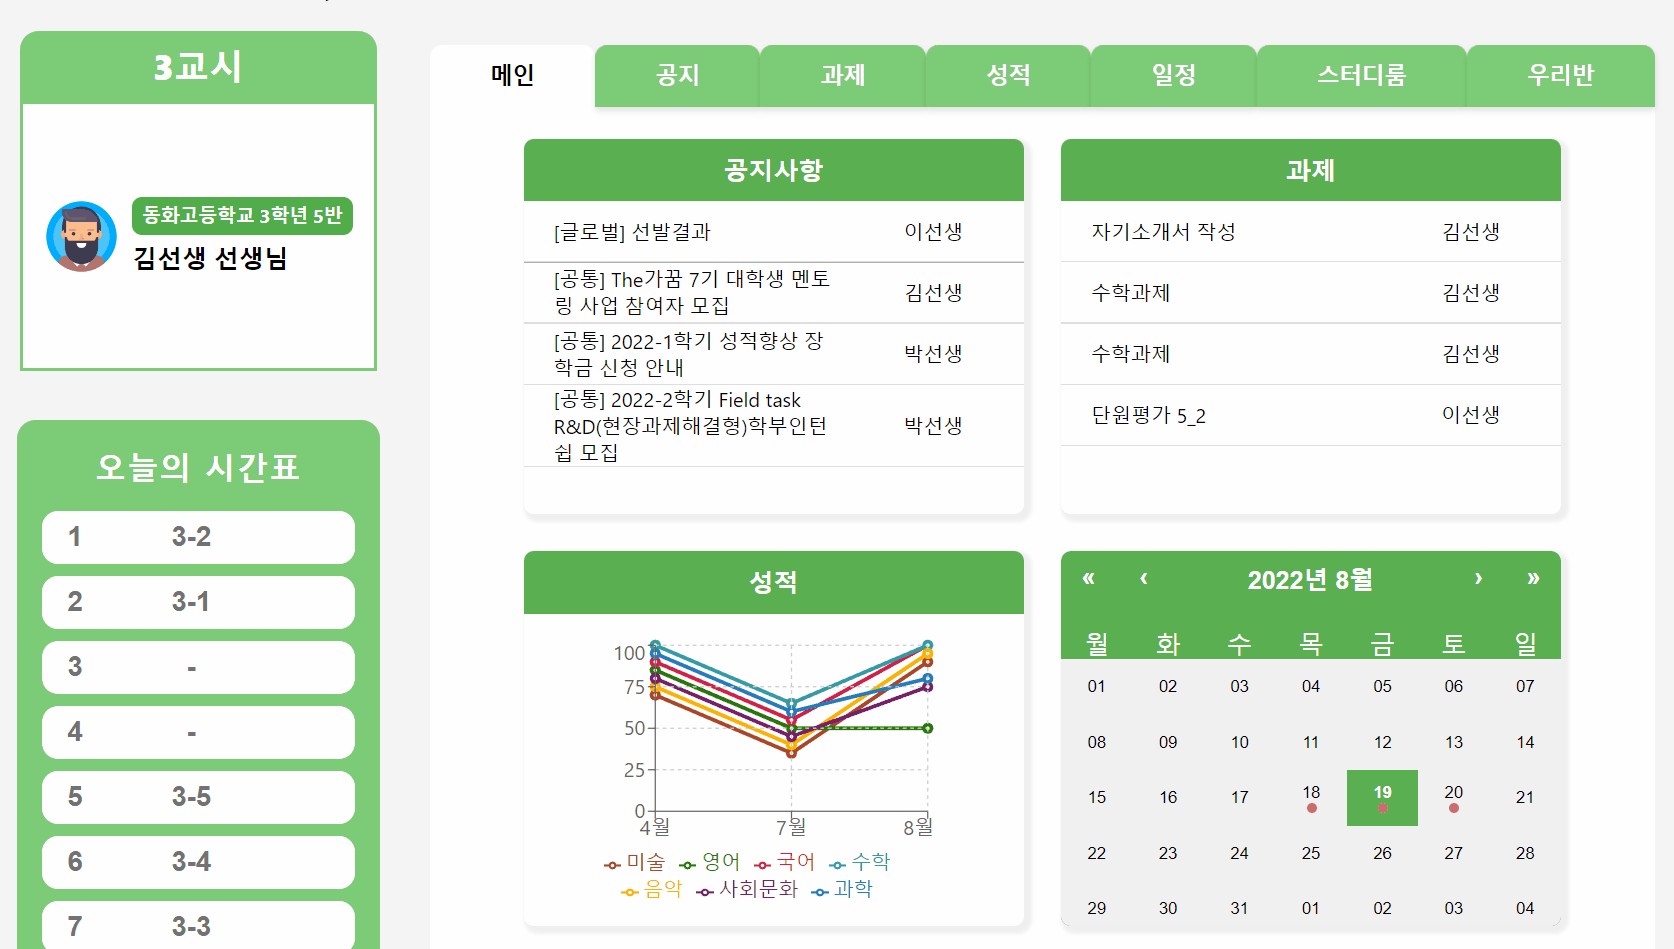 3교시
동화고등학교 3학년 5반
김선생 선생님
오늘의 시간표
1 3-2
2 3-1
3 -
4 -
5 3-5
6 3-4
7 3-3
메인 공지 과제 성적 일정 스터디룸 우리반
공지사항
[글로벌] 선발결과 이선생
[공통] The가꿈 7기 대학생 멘토
링 사업 참여자 모집 김선생
[공통] 2022-1학기 성적향상 장
학금 신청 안내 박선생
[공통] 2022-2학기 Field task
R&D(현장과제해결형)학부인턴 박선생
쉽 모집
과제
자기소개서 작성 김선생
수학과제 김선생
수학과제 김선생
단원평가 5_2 이선생
성적
100
75
50
25
0
4월 7월 8월
미술 영어 국어 수학
음악 사회문화 과학
« ‹ 2022년 8월 › »
월 화 수 목 금 토 일
01 02 03 04 05 06 07
08 09 10 11 12 13 14
15 16 17 18 19 20 21
22 23 24 25 26 27 28
29 30 31 01 02 03 04